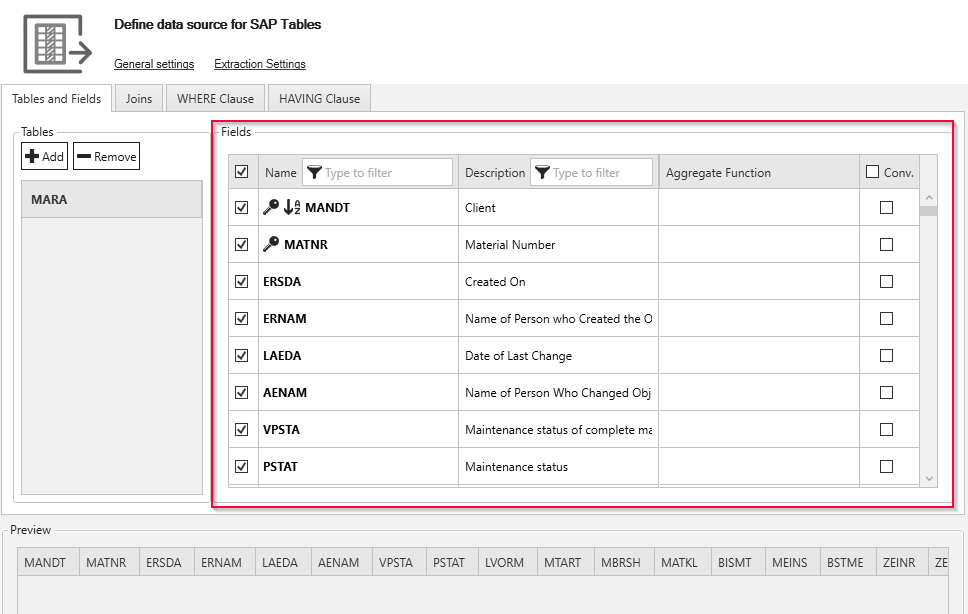 Define data source for SAP Tables
General settings Extraction Settings
Tables and Fields Joins WHERE Clause HAVING Clause
Tables
Add Remove
MARA
Fields
Name Type to filter Description Type to filter Aggregate Function Conv.
MANDT Client
MATNR Material Number
ERSDA Created On
ERNAM Name of Person who Created the O
LAEDA Date of Last Change
AENAM Name of Person Who Changed Obj
VPSTA Maintenance status of complete ma
PSTAT Maintenance status
Preview
MANDT MATNR ERSDA ERNAM LAEDA AENAM VPSTA PSTAT LVORM MTART MBRSH MATKL BISMT MEINS BSTME ZEINR ZE